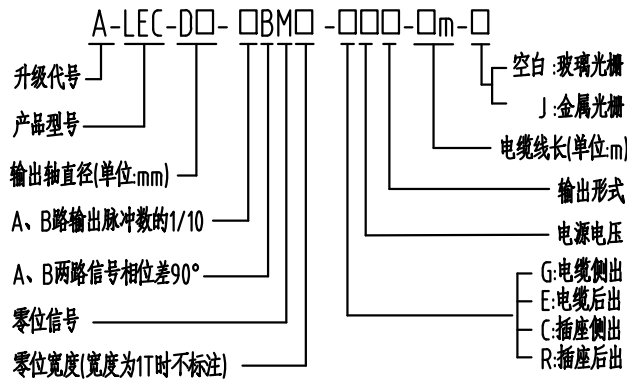 A-LEC-D□-□BM□-□□□-□m-□
升级代号
产品型号
输出轴直径(单位:mm)
A、B路输出脉冲数的1/10
A、B两路信号相位差90°
零位信号
零位宽度(宽度为1T时不标注)
空白:玻璃光栅
J:金属光栅
电缆线长(单位:m)
输出形式
电源电压
G:电缆侧出
E:电缆后出
C:插座侧出
R:插座后出